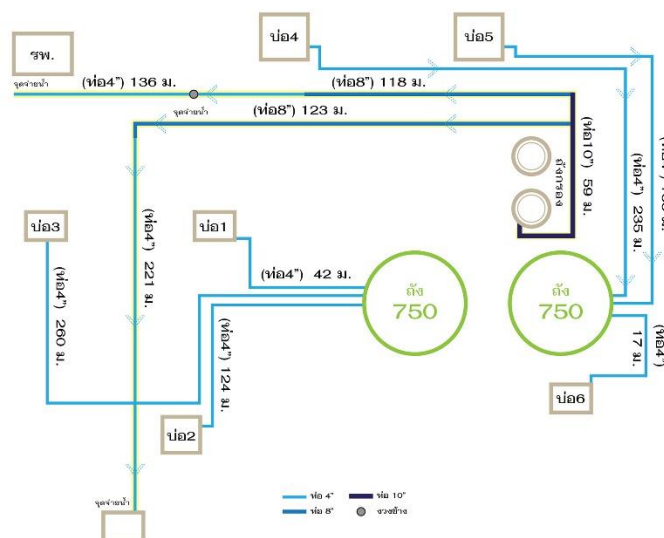 บ่อ4
บ่อ5
รพ.
จุดจ่ายน้ำ
(ท่อ4") 136 ม.
(ท่อ8") 118 ม.
จุดจ่ายน้ำ
(ท่อ8") 123 ม.
(ท่อ10") 59 ม.
ถังกรอง
(ท่อ4") 235 ม.
บ่อ3
บ่อ1
(ท่อ4") 221 ม.
(ท่อ4") 260 ม.
(ท่อ4") 42 ม.
ถัง
750
ถัง
750
(ท่อ4") 124 ม.
(ท่อ4")
17 ม.
บ่อ6
บ่อ2
จุดจ่ายน้ำ
ท่อ 4"
ท่อ 10"
ท่อ 8"
งวงช้าง